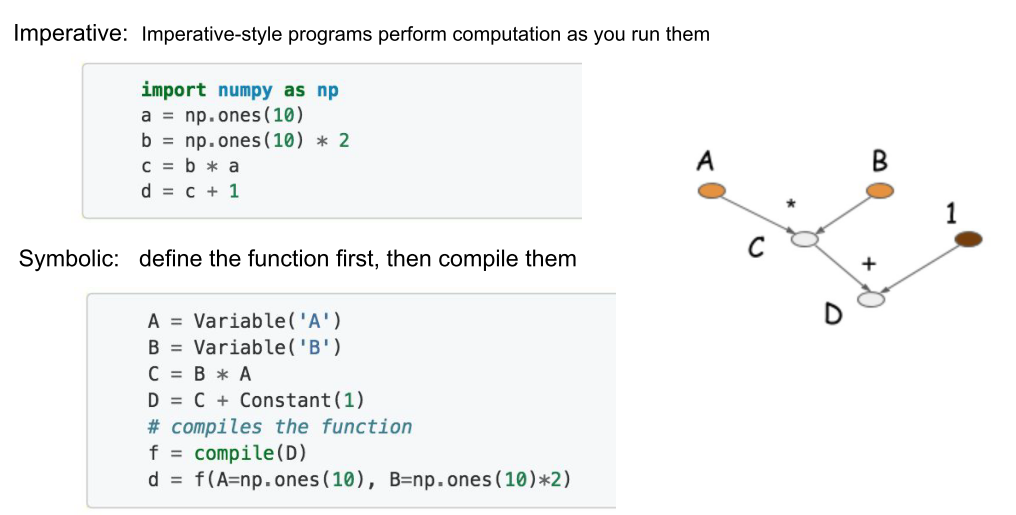 Imperative: Imperative-style programs perform computation as you run them
import numpy as np
a = np.ones(10)
b = np.ones(10) * 2
c = b * a
d = c + 1
Symbolic: define the function first, then compile them
A = Variable('A')
B = Variable('B')
C = B * A
D = C + Constant(1)
# compiles the function
f = compile(D)
d = f(A=np.ones(10), B=np.ones(10)*2)
A
B
*
1
C
+
D